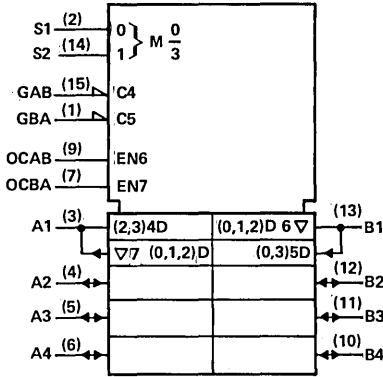 S1 (2) 0 } M 0/3
S2 (14) 1
GAB (15) C4
GBA (1) C5
OCAB (9) EN6
OCBA (7) EN7
A1 (3) (2,3)4D (0,1,2)D 6 ▽ (13) B1
▽7 (0,1,2)D (0,3)5D
A2 (4) (12) B2
A3 (5) (11) B3
A4 (6) (10) B4